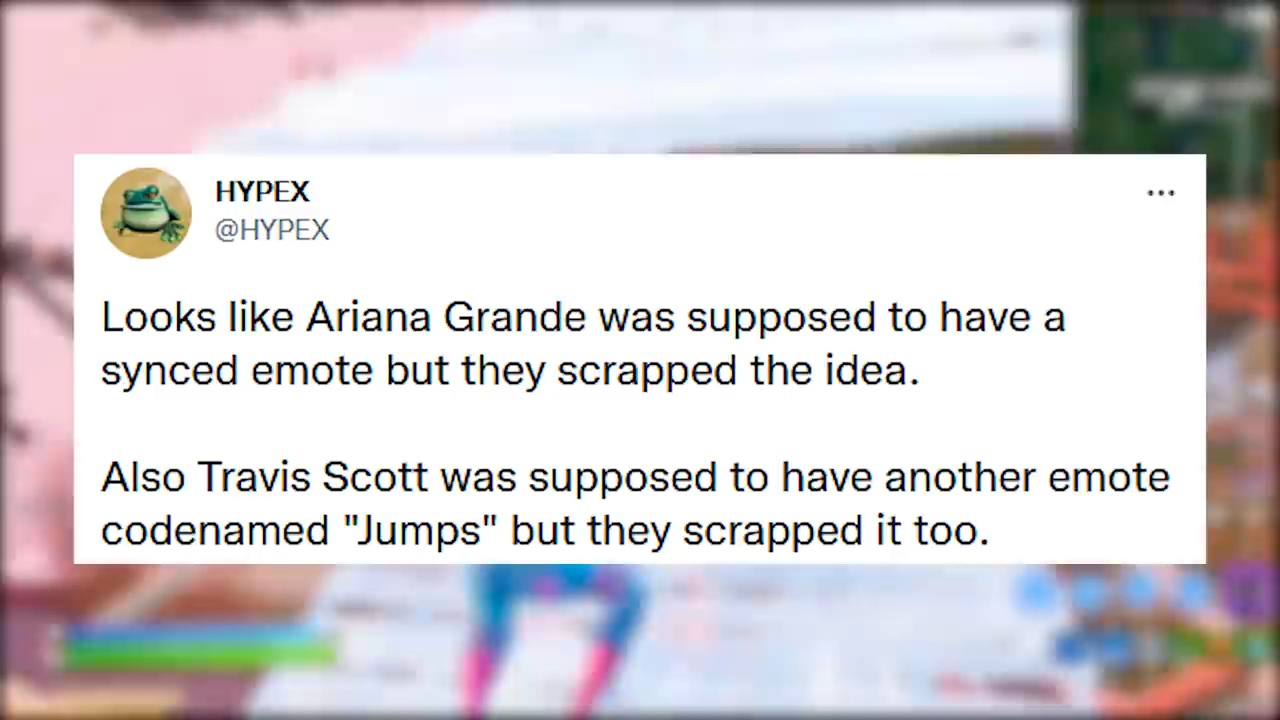 HYPEX
@HYPEX
Looks like Ariana Grande was supposed to have a
synced emote but they scrapped the idea.
Also Travis Scott was supposed to have another emote
codenamed "Jumps" but they scrapped it too.